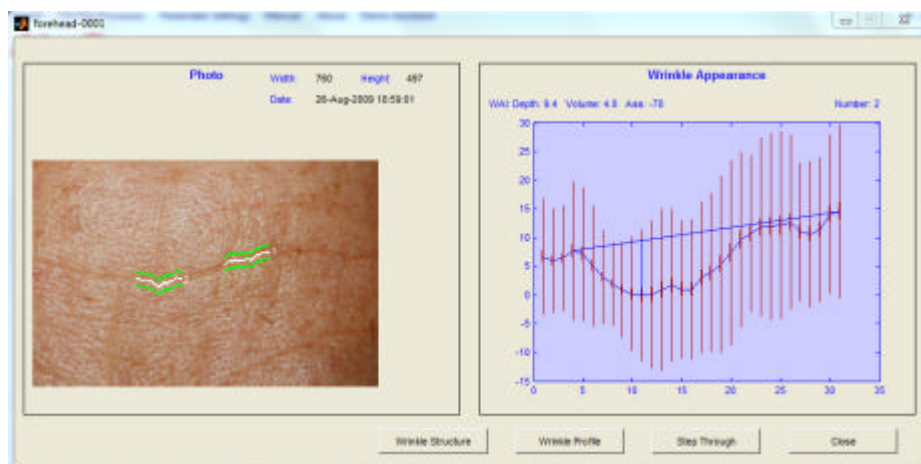 forehead-0001
Photo
Width: 760 Height: 497
Date: 26-Aug-2009 16:59:01
Wrinkle Appearance
WAI: Depth: 9.4 Volume: 4.8 Ass: -78
Number: 2
30
25
20
15
10
5
0
-5
-10
-15
0 5 10 15 20 25 30 35
Wrinkle Structure
Wrinkle Profile
Step Through
Close